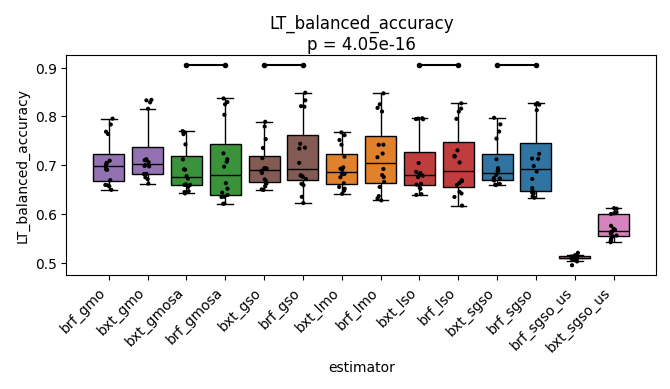 LT_balanced_accuracy
p = 4.05e-16
LT_balanced_accuracy
0.9
0.8
0.7
0.6
0.5
brf_gmo
bxt_gmo
bxt_gmosa
brf_gmosa
bxt_gso
brf_gso
bxt_lmo
brf_lmo
bxt_lso
brf_lso
bxt_sgso
brf_sgso
brf_sgso_us
bxt_sgso_us
estimator